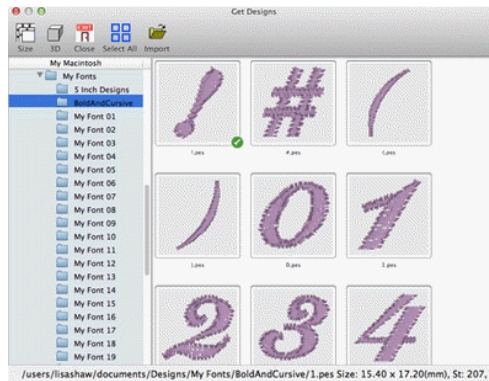 Get Designs
Size 3D Close Select All Import
EXIT
My Macintosh
My Fonts
5 Inch Designs
BoldAndCursive
My Font 01
My Font 02
My Font 03
My Font 04
My Font 05
My Font 06
My Font 07
My Font 08
My Font 09
My Font 10
My Font 11
My Font 12
My Font 13
My Font 14
My Font 15
My Font 16
My Font 17
My Font 18
My Font 19
! # (
!.pes #.pes (.pes
) 0 1
).pes 0.pes 1.pes
2 3 4
/users/lisashaw/documents/Designs/My Fonts/BoldAndCursive/1.pes Size: 15.40 x 17.20(mm), St: 207,